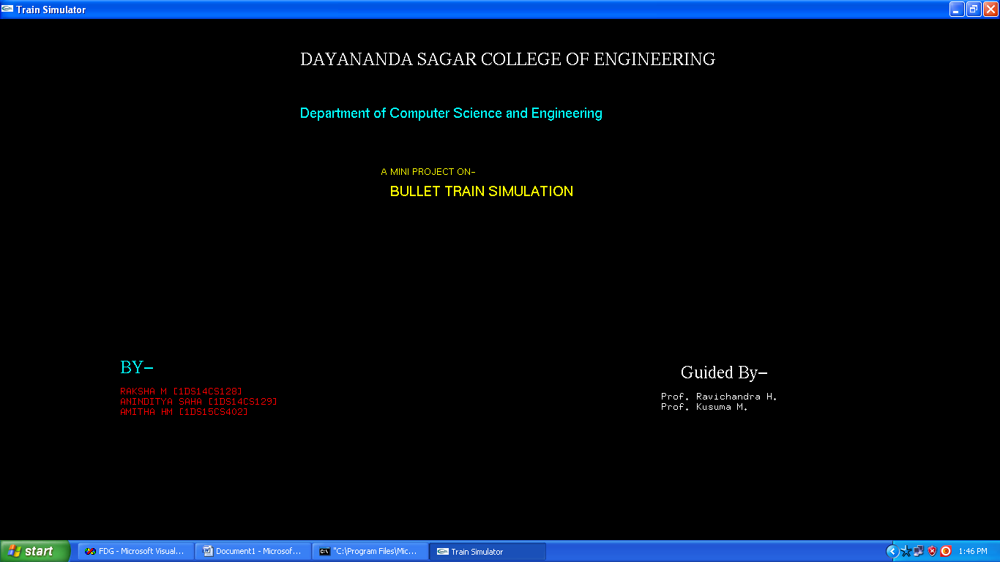 Train Simulator
DAYANANDA SAGAR COLLEGE OF ENGINEERING
Department of Computer Science and Engineering
A MINI PROJECT ON-
BULLET TRAIN SIMULATION
BY-
RAKSHA M [1DS14CS128]
ANINDITYA SAHA [1DS14CS129]
AMITHA HM [1DS15CS402]
Guided By-
Prof. Ravichandra H.
Prof. Kusuma M.
start
FDG - Microsoft Visual...
Document1 - Microsof...
"C:\Program Files\Mic...
Train Simulator
1:46 PM